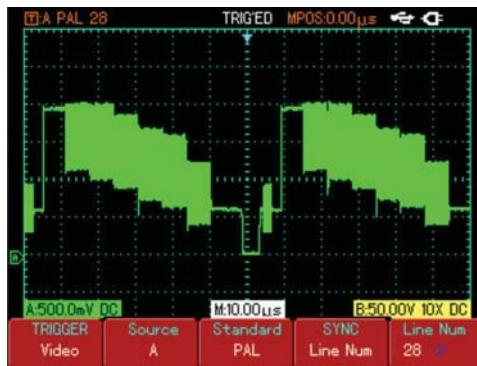 T:A PAL 28 TRIG'ED MPOS:0.00μs
A
A:500.0mV DC M:10.00μs B:50.00V 10X DC
TRIGGER Source Standard SYNC Line Num
Video A PAL Line Num 28